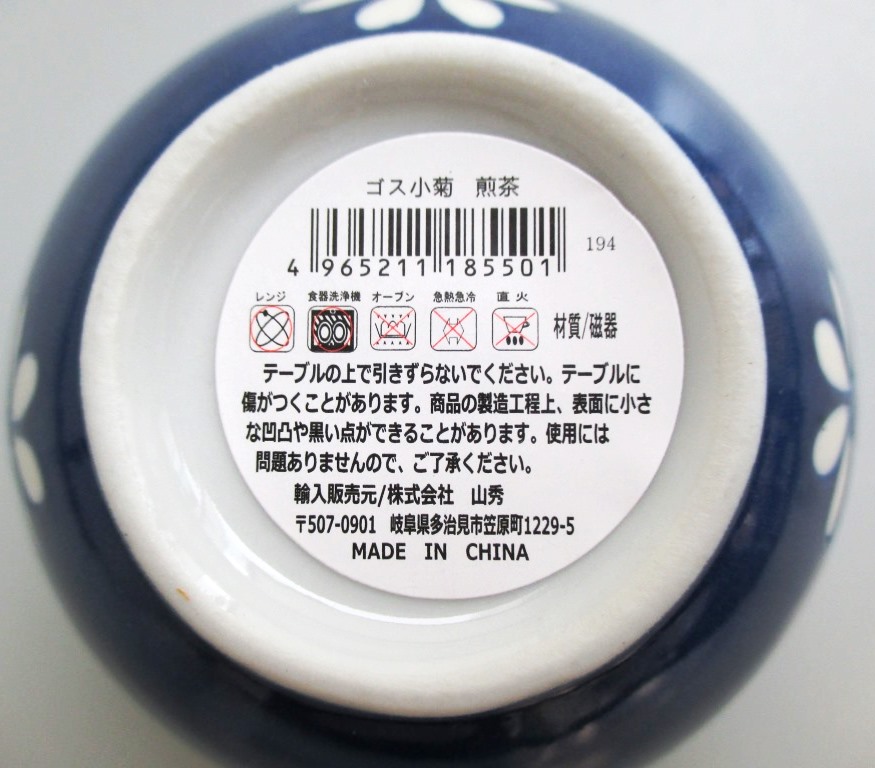 ゴス小菊　煎茶
194
4 965211 185501
レンジ 食器洗浄機 オーブン 急熱急冷 直火
材質/磁器
テーブルの上で引きずらないでください。テーブルに
傷がつくことがあります。商品の製造工程上、表面に小さ
な凹凸や黒い点ができることがあります。使用には
問題ありませんので、ご了承ください。
輸入販売元/株式会社　山秀
〒507-0901　岐阜県多治見市笠原町1229-5
MADE IN CHINA